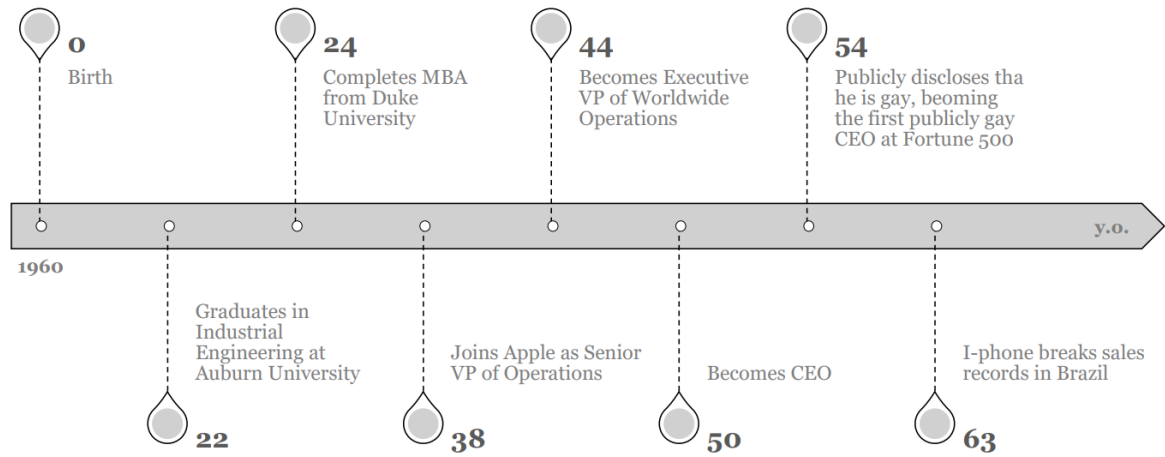 0
Birth
24
Completes MBA
from Duke
University
44
Becomes Executive
VP of Worldwide
Operations
54
Publicly discloses tha
he is gay, beoming
the first publicly gay
CEO at Fortune 500
y.o.
1960
Graduates in
Industrial
Engineering at
Auburn University
22
Joins Apple as Senior
VP of Operations
38
Becomes CEO
50
I-phone breaks sales
records in Brazil
63